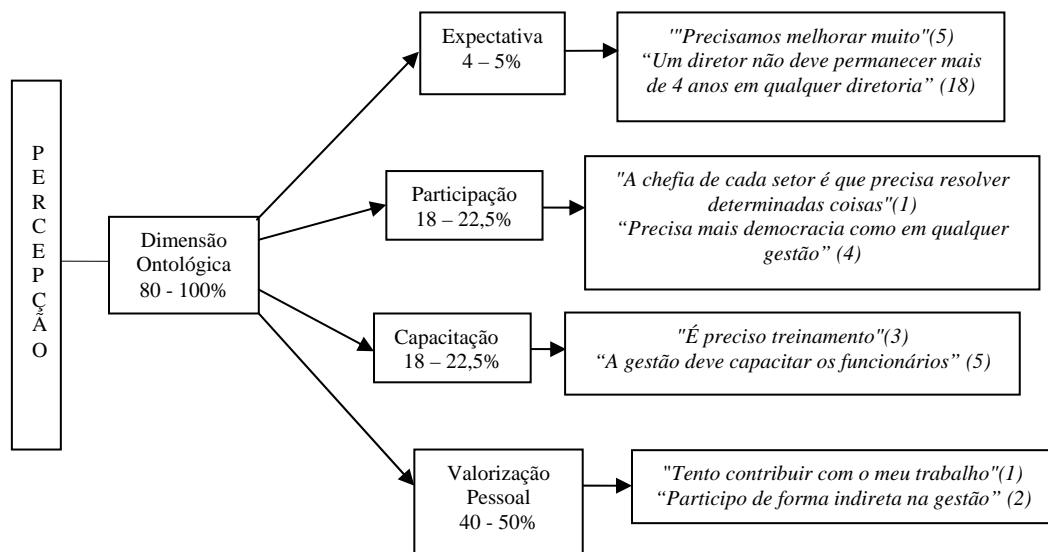 PERCEPÇÃO
Dimensão
Ontológica
80 - 100%
Expectativa
4 – 5%
'"Precisamos melhorar muito"(5)
“Um diretor não deve permanecer mais
de 4 anos em qualquer diretoria” (18)
Participação
18 – 22,5%
"A chefia de cada setor é que precisa resolver
determinadas coisas"(1)
“Precisa mais democracia como em qualquer
gestão” (4)
Capacitação
18 – 22,5%
"É preciso treinamento"(3)
“A gestão deve capacitar os funcionários” (5)
Valorização
Pessoal
40 - 50%
"Tento contribuir com o meu trabalho"(1)
“Participo de forma indireta na gestão” (2)